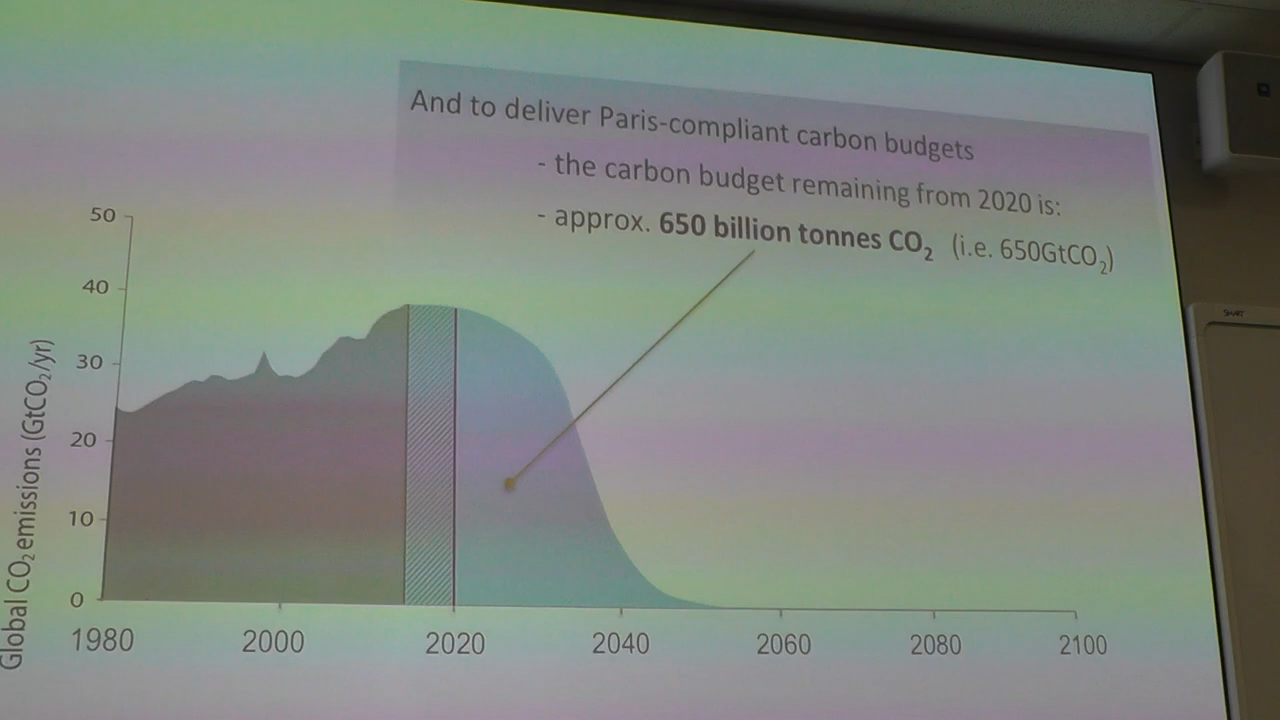 And to deliver Paris-compliant carbon budgets
- the carbon budget remaining from 2020 is:
- approx. 650 billion tonnes CO₂ (i.e. 650GtCO₂)
50
40
30
20
10
0
Global CO₂ emissions (GtCO₂/yr)
1980 2000 2020 2040 2060 2080 2100
SMART